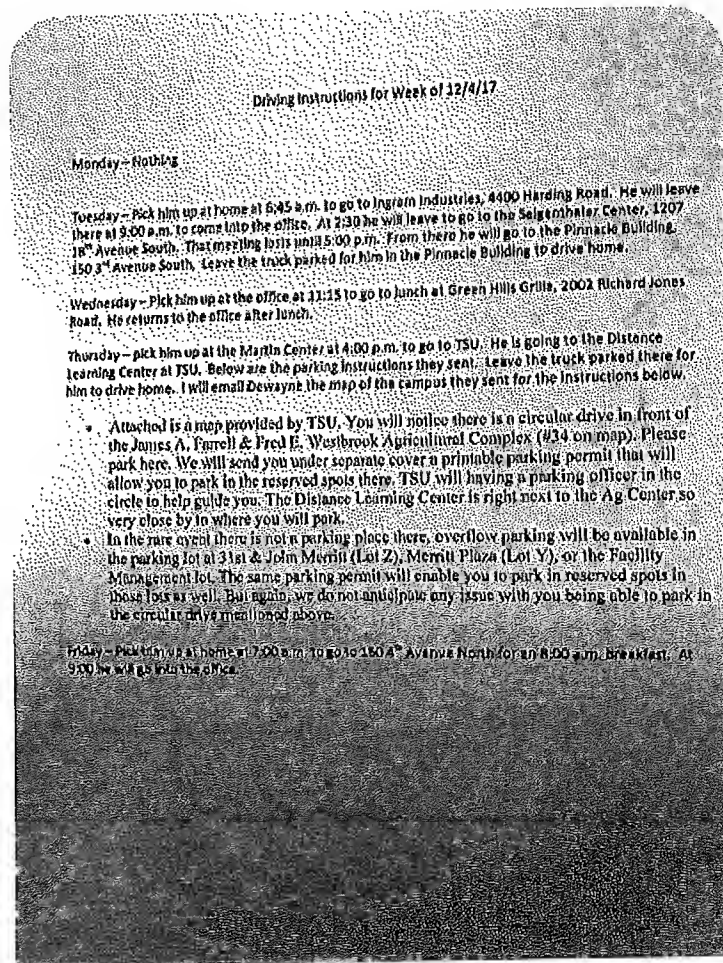 Driving Instructions for Week of 12/4/17
Monday – Nothing
Tuesday – Pick him up at home at 6:45 a.m. to go to Ingram Industries, 4400 Harding Road. He will leave
there at 9:00 a.m. to come into the office. At 2:30 he will leave to go to the Seigenthaler Center, 1207
18th Avenue South. That meeting lasts until 5:00 p.m. From there he will go to the Pinnacle Building,
150 3rd Avenue South. Leave the truck parked for him in the Pinnacle Building to drive home.
Wednesday – Pick him up at the office at 11:15 to go to lunch at Green Hills Grille, 2002 Richard Jones
Road. He returns to the office after lunch.
Thursday – pick him up at the Martin Center at 4:00 p.m. to go to TSU. He is going to the Distance
Learning Center at TSU. Below are the parking instructions they sent. Leave the truck parked there for
him to drive home. I will email Dewayne the map of the campus they sent for the instructions below.
• Attached is a map provided by TSU. You will notice there is a circular drive in front of
the James A. Farrell & Fred E. Westbrook Agricultural Complex (#34 on map). Please
park here. We will send you under separate cover a printable parking permit that will
allow you to park in the reserved spots there. TSU will having a parking officer in the
circle to help guide you. The Distance Learning Center is right next to the Ag Center so
very close by in where you will park.
• In the rare event there is not a parking place there, overflow parking will be available in
the parking lot at 31st & John Merritt (Lot Z), Merritt Plaza (Lot Y), or the Facility
Management lot. The same parking permit will enable you to park in reserved spots in
those lots as well. But again, we do not anticipate any issue with you being able to park in
the circular drive mentioned above.
Friday – Pick him up at home at 7:00 a.m. to go to 150 4th Avenue North for an 8:00 a.m. breakfast. At
9:00 he will go into the office.